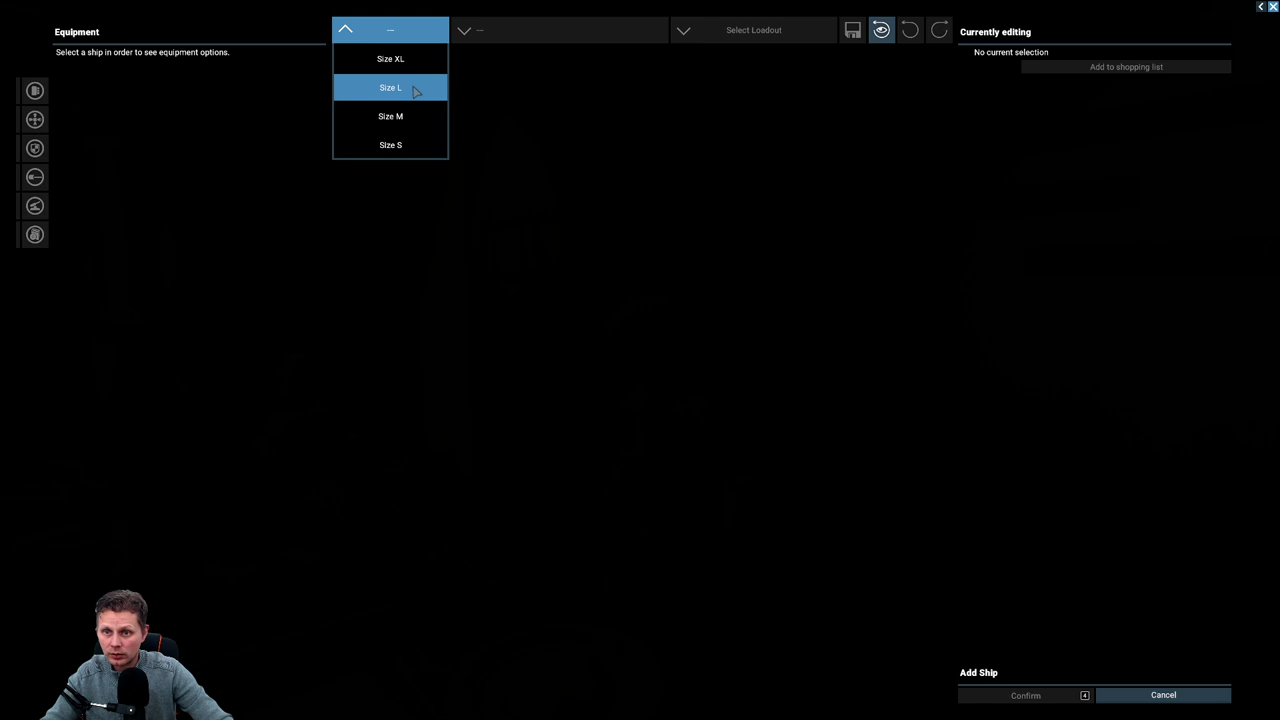 Equipment
Select a ship in order to see equipment options.
—
Size XL
Size L
Size M
Size S
--
Select Loadout
Currently editing
No current selection
Add to shopping list
Add Ship
Confirm 4
Cancel